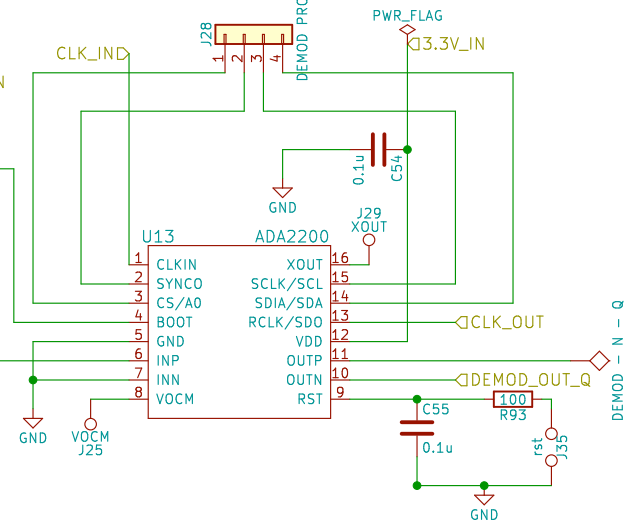 PWR_FLAG
3.3V_IN
CLK_IN
J28
DEMOD PRO
1
2
3
4
N
0.1u
C54
GND
J29
XOUT
U13
ADA2200
1 CLKIN XOUT 16
2 SYNCO SCLK/SCL 15
3 CS/A0 SDIA/SDA 14
4 BOOT RCLK/SDO 13
CLK_OUT
5 GND VDD 12
6 INP OUTP 11
7 INN OUTN 10
DEMOD_OUT_Q
8 VOCM RST 9
DEMOD - N - Q
GND
VOCM
J25
C55
0.1u
100
R93
rst
J35
GND